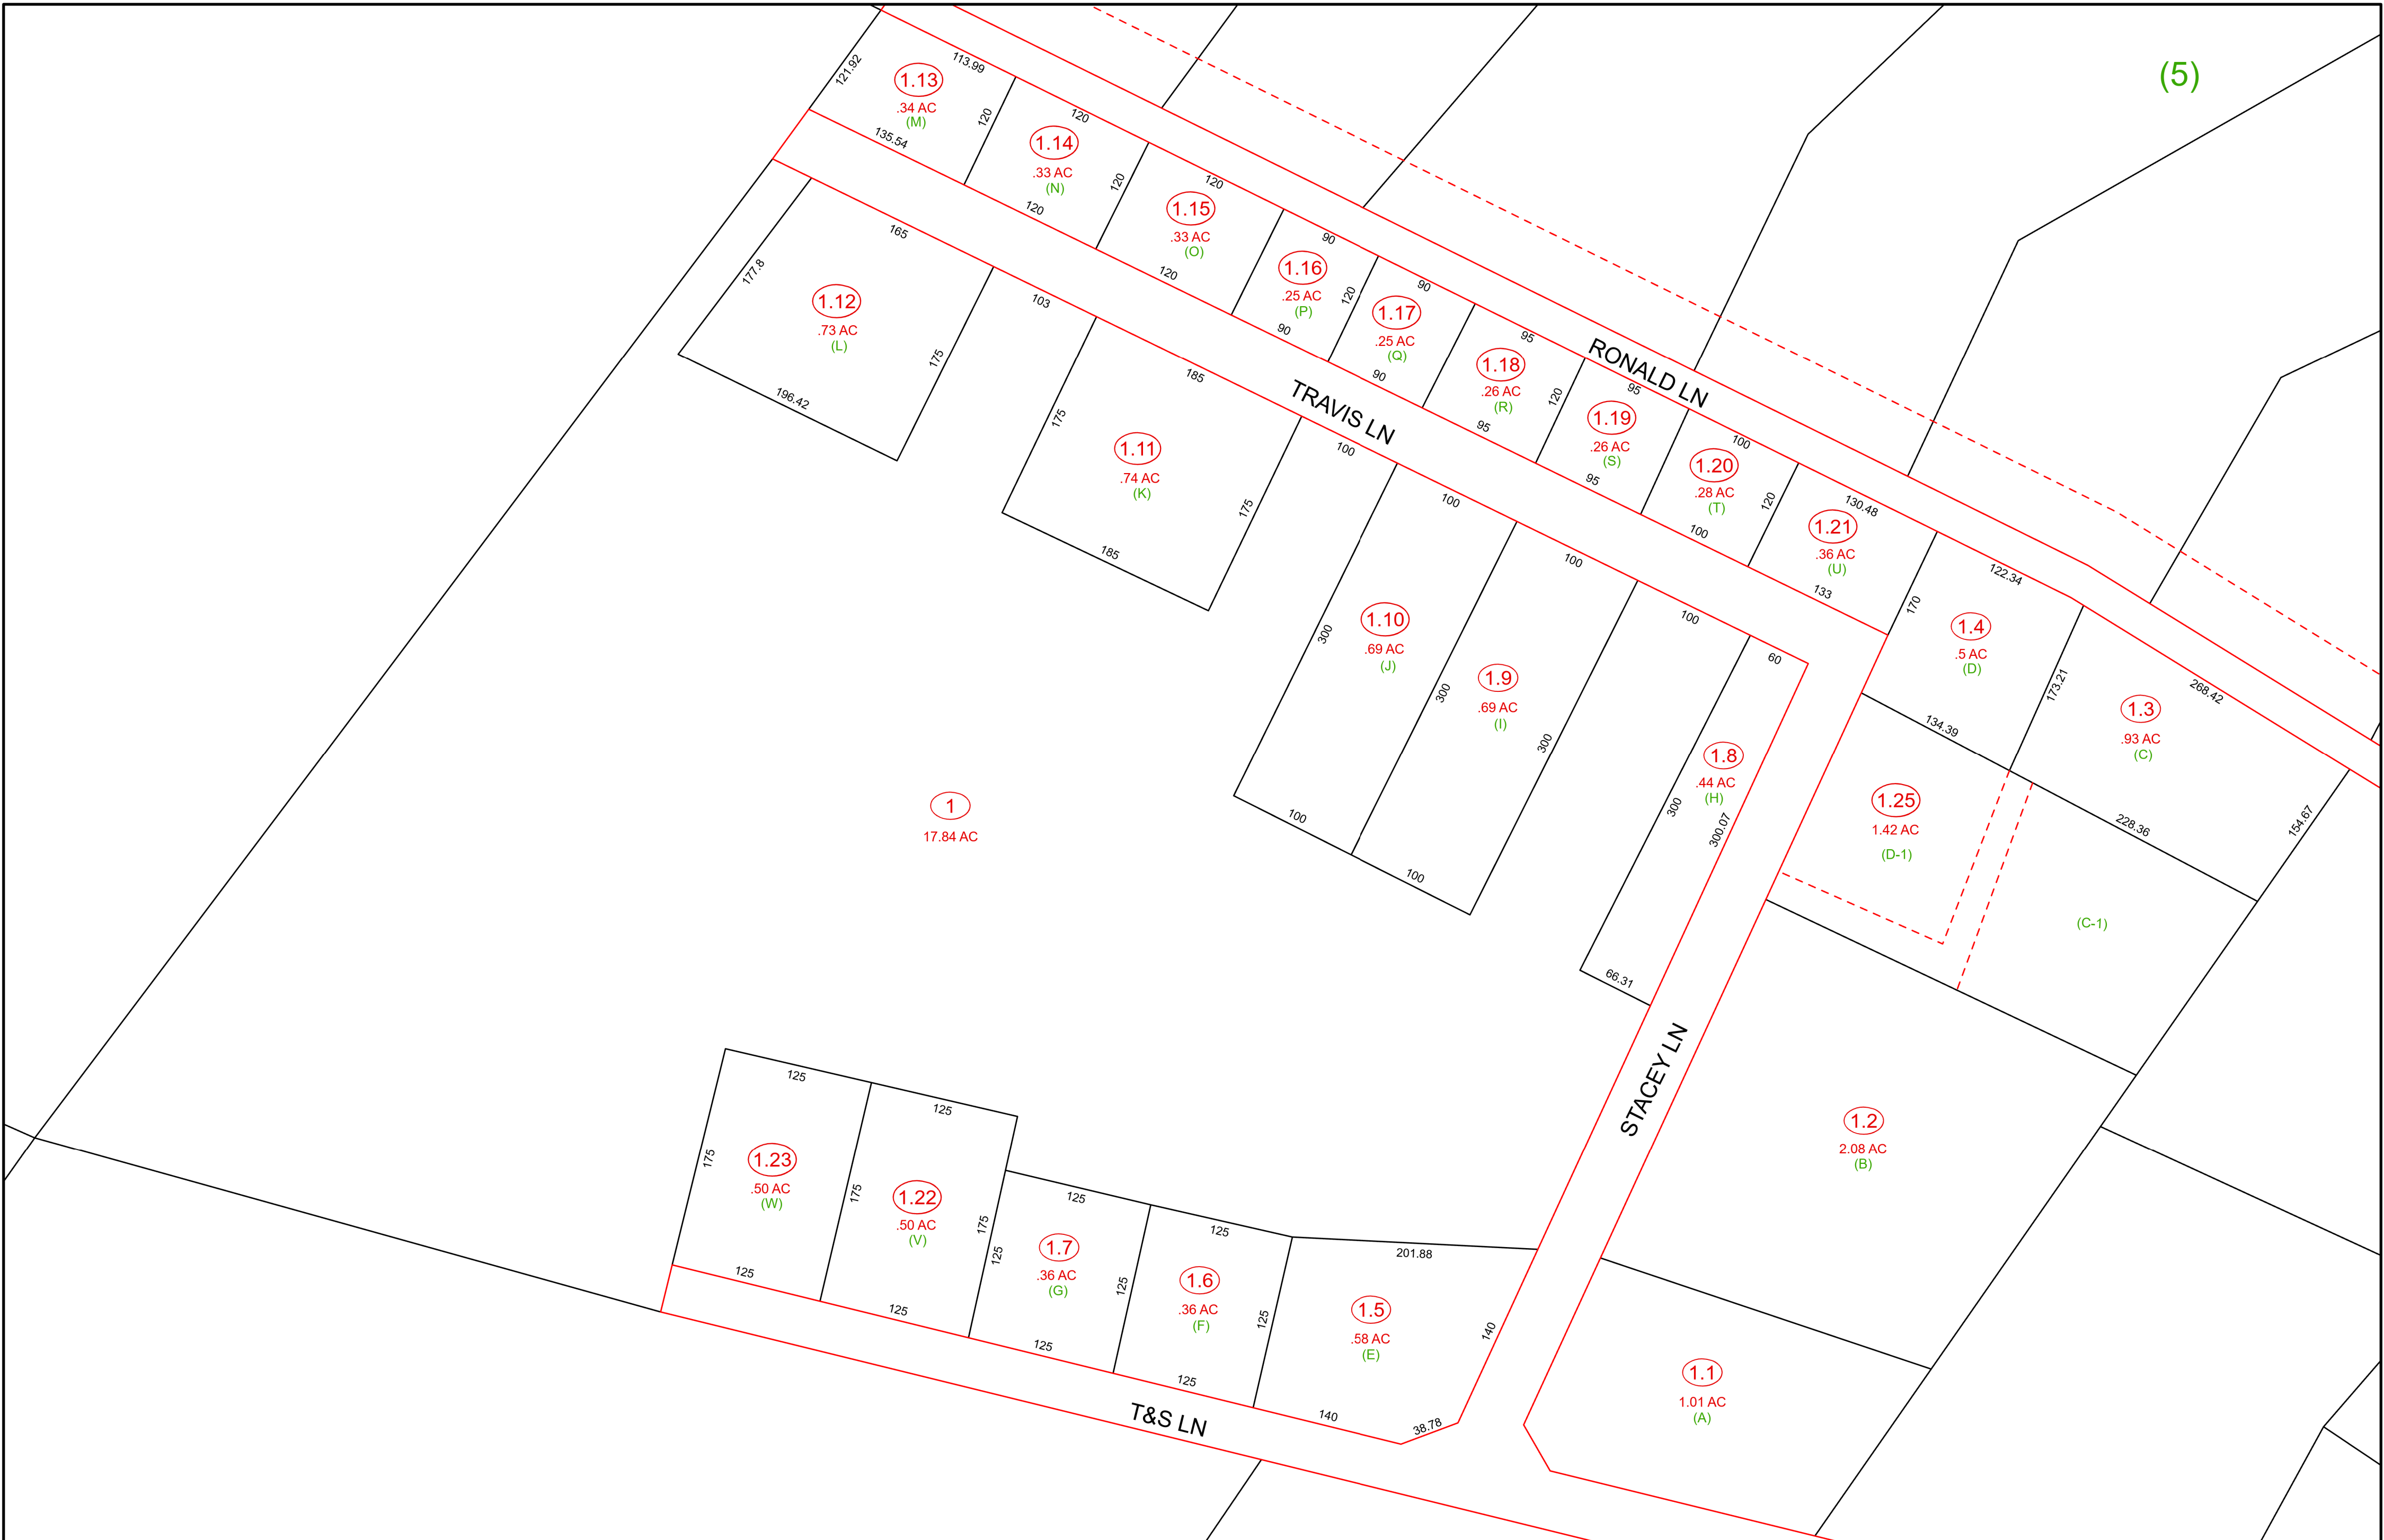 (5)
121.92
113.99
1.13
.34 AC
(M)
120
135.54
120
1.14
.33 AC
(N)
120
120
120
1.15
.33 AC
(O)
120
90
1.16
.25 AC
(P)
120
90
90
1.17
.25 AC
(Q)
90
95
1.18
.26 AC
(R)
120
95
RONALD LN
95
1.19
.26 AC
(S)
95
100
1.20
.28 AC
(T)
120
100
130.48
1.21
.36 AC
(U)
133
170
122.34
1.4
.5 AC
(D)
134.39
173.21
268.42
1.3
.93 AC
(C)
228.36
154.67
165
177.8
1.12
.73 AC
(L)
175
196.42
103
TRAVIS LN
185
175
1.11
.74 AC
(K)
175
185
100
100
1.10
.69 AC
(J)
300
300
100
100
1.9
.69 AC
(I)
300
100
100
60
1.8
.44 AC
(H)
300
300.07
66.31
1.25
1.42 AC
(D-1)
(C-1)
1
17.84 AC
STACEY LN
1.2
2.08 AC
(B)
125
175
1.23
.50 AC
(W)
125
125
175
1.22
.50 AC
(V)
175
125
125
125
1.7
.36 AC
(G)
125
125
125
1.6
.36 AC
(F)
125
125
201.88
1.5
.58 AC
(E)
140
140
38.78
1.1
1.01 AC
(A)
T&S LN